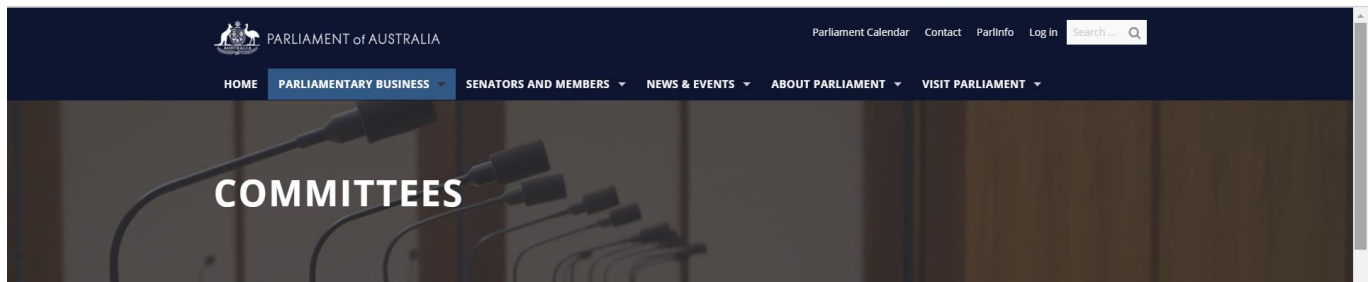 PARLIAMENT of AUSTRALIA
Parliament Calendar Contact ParlInfo Log in Search ...
HOME PARLIAMENTARY BUSINESS SENATORS AND MEMBERS NEWS & EVENTS ABOUT PARLIAMENT VISIT PARLIAMENT
COMMITTEES